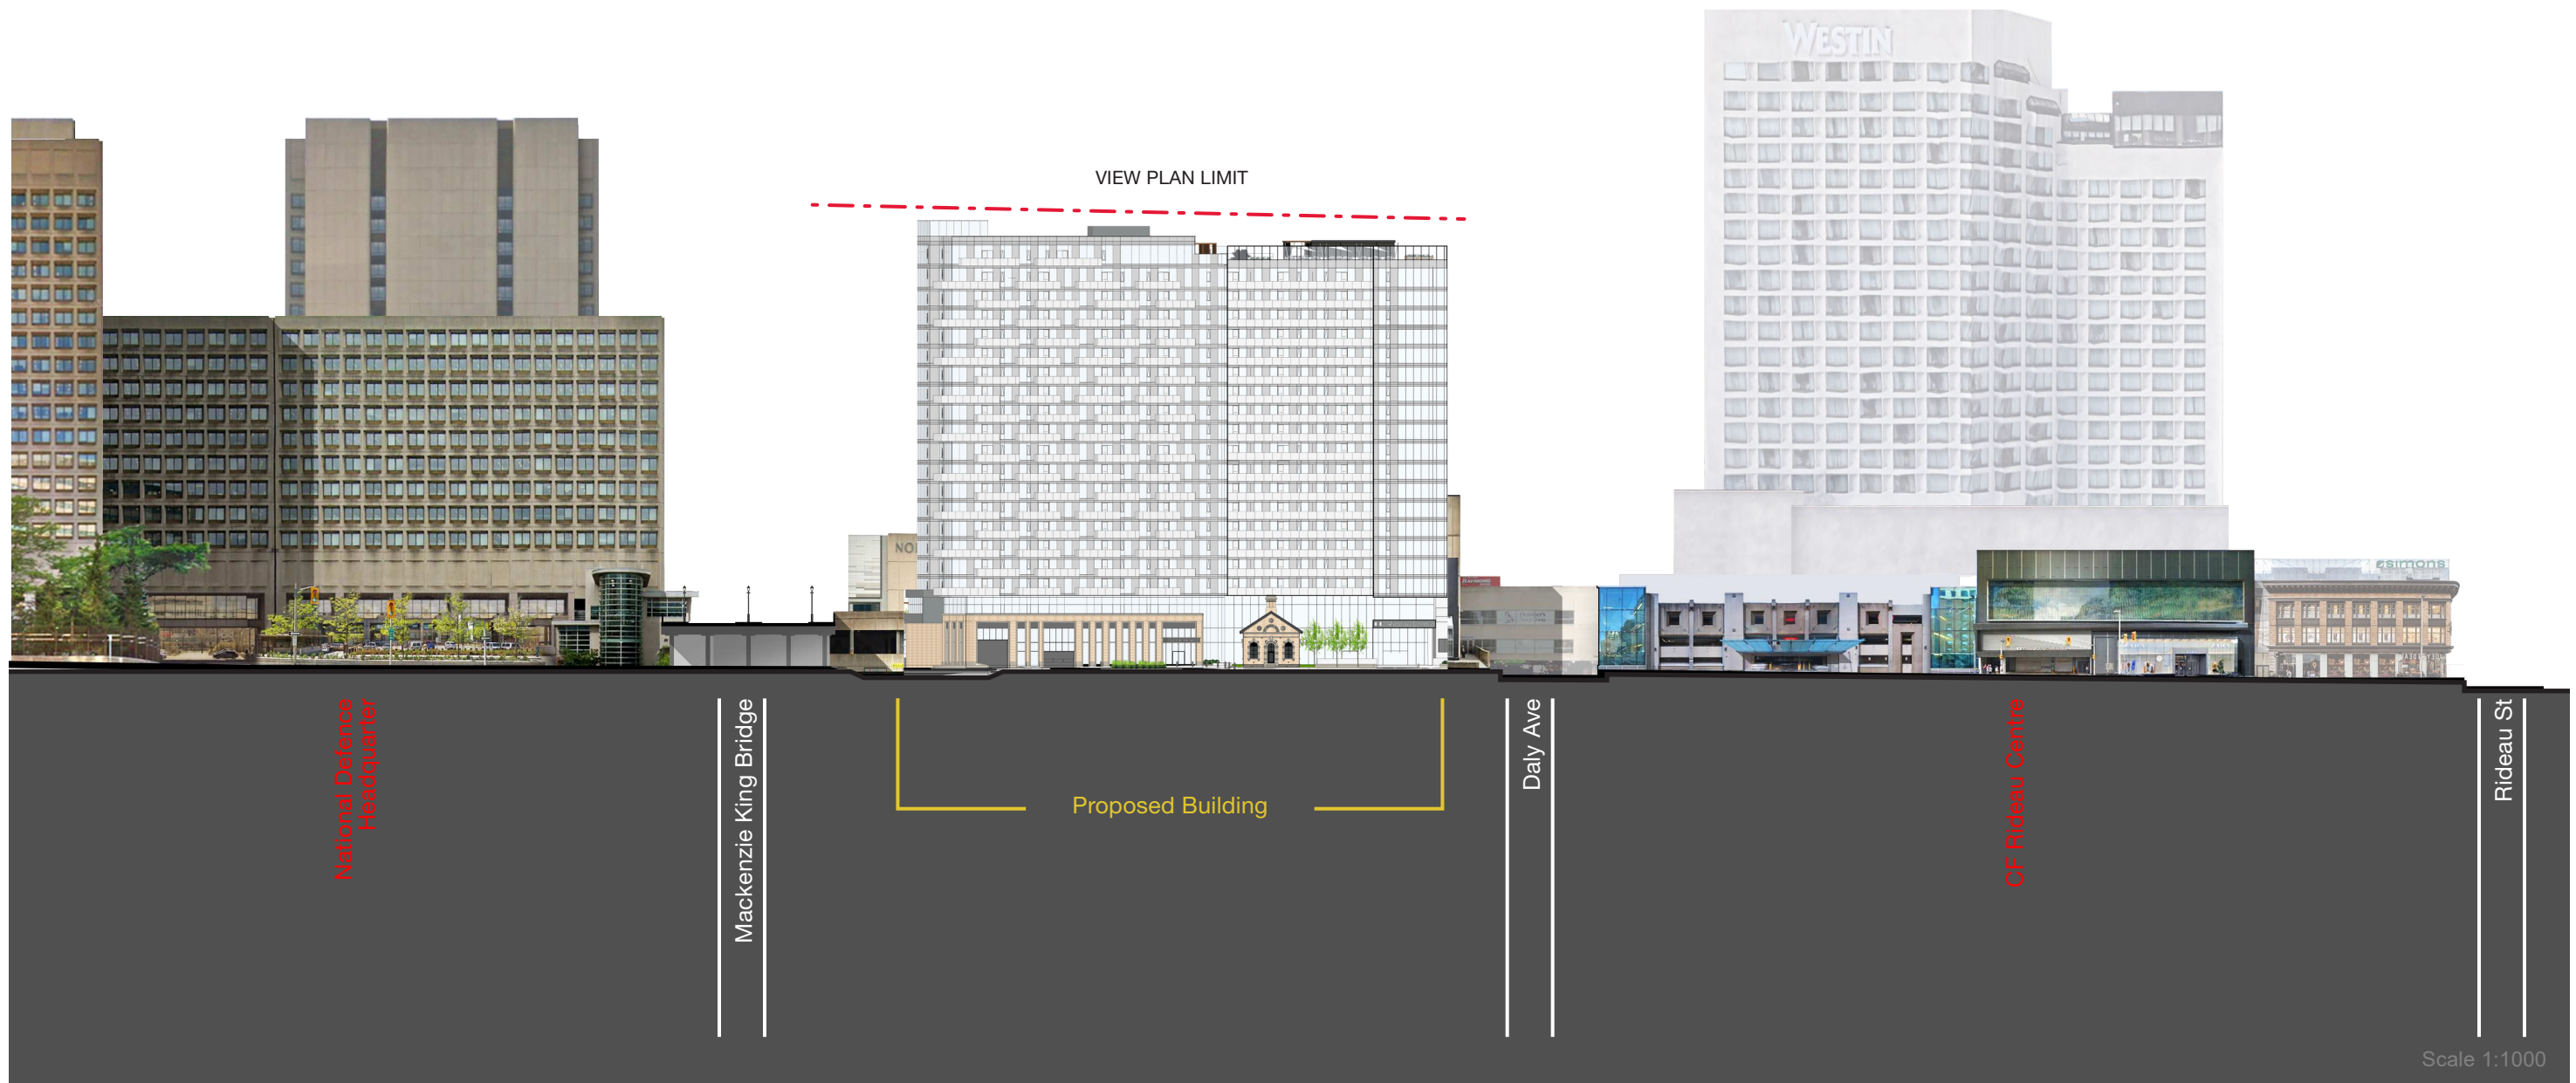 WESTIN
VIEW PLAN LIMIT
NO
simons
National Defence
Headquarter
Mackenzie King Bridge
Proposed Building
Daly Ave
CF Rideau Centre
Rideau St
Scale 1:1000